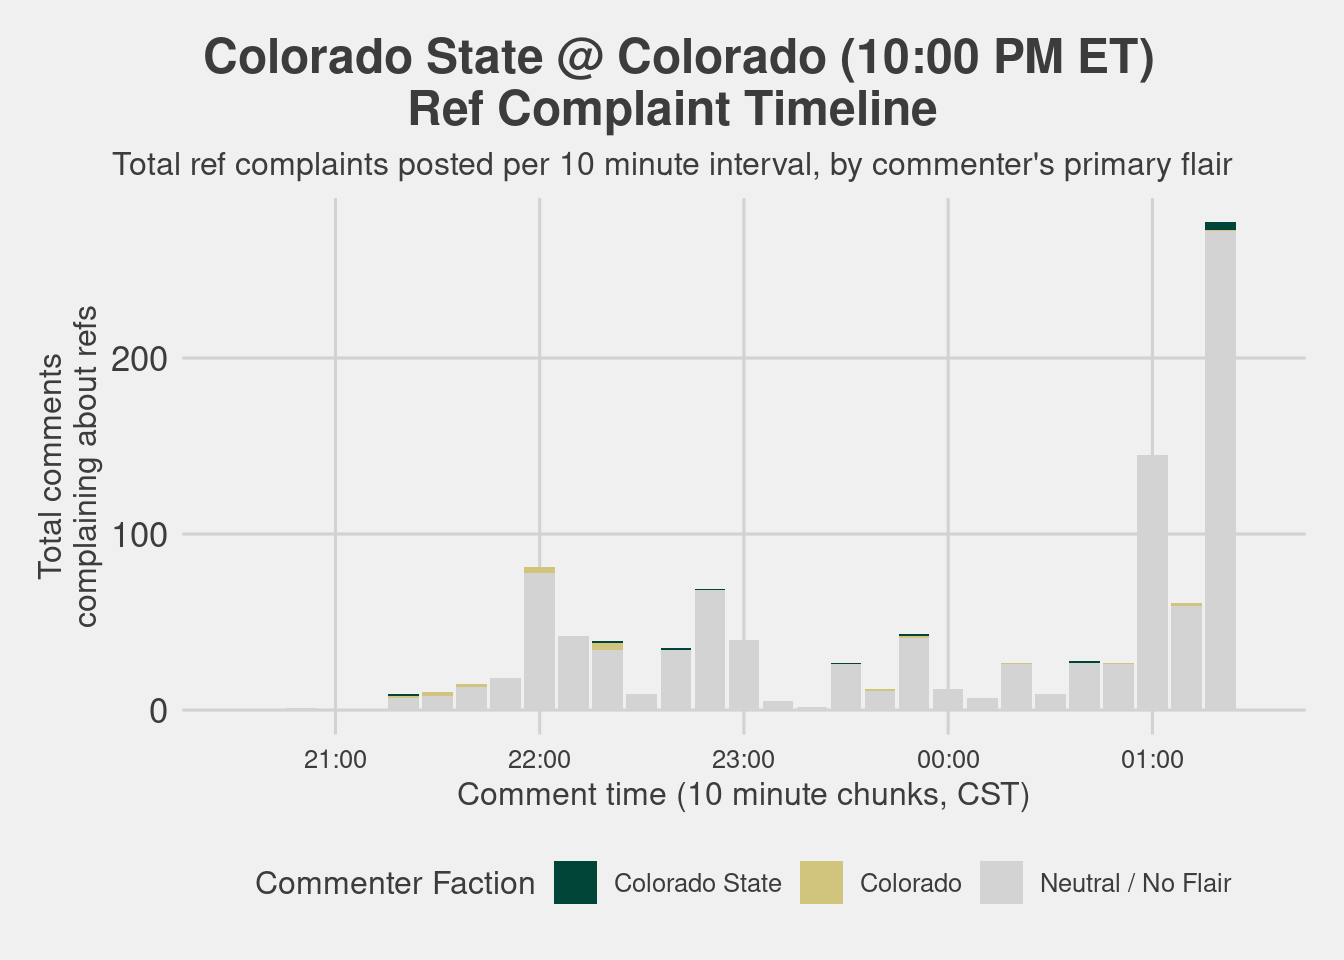 Colorado State @ Colorado (10:00 PM ET)
Ref Complaint Timeline
Total ref complaints posted per 10 minute interval, by commenter's primary flair
Total comments
complaining about refs
200
100
0
21:00
22:00
23:00
00:00
01:00
Comment time (10 minute chunks, CST)
Commenter Faction
Colorado State
Colorado
Neutral / No Flair